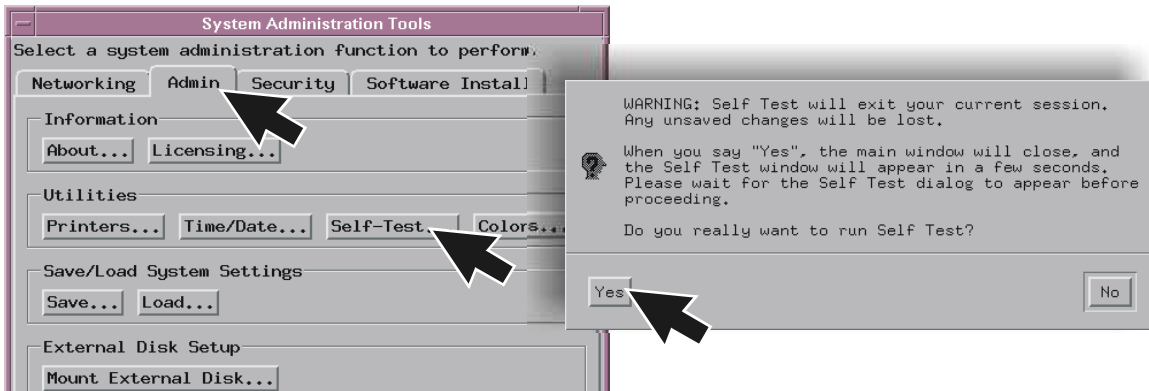 System Administration Tools
Select a system administration function to perform.
Networking Admin Security Software Install
Information
About... Licensing...
Utilities
Printers... Time/Date... Self-Test... Colors...
Save/Load System Settings
Save... Load...
External Disk Setup
Mount External Disk...
WARNING: Self Test will exit your current session.
Any unsaved changes will be lost.
When you say "Yes", the main window will close, and
the Self Test window will appear in a few seconds.
Please wait for the Self Test dialog to appear before
proceeding.
Do you really want to run Self Test?
Yes No